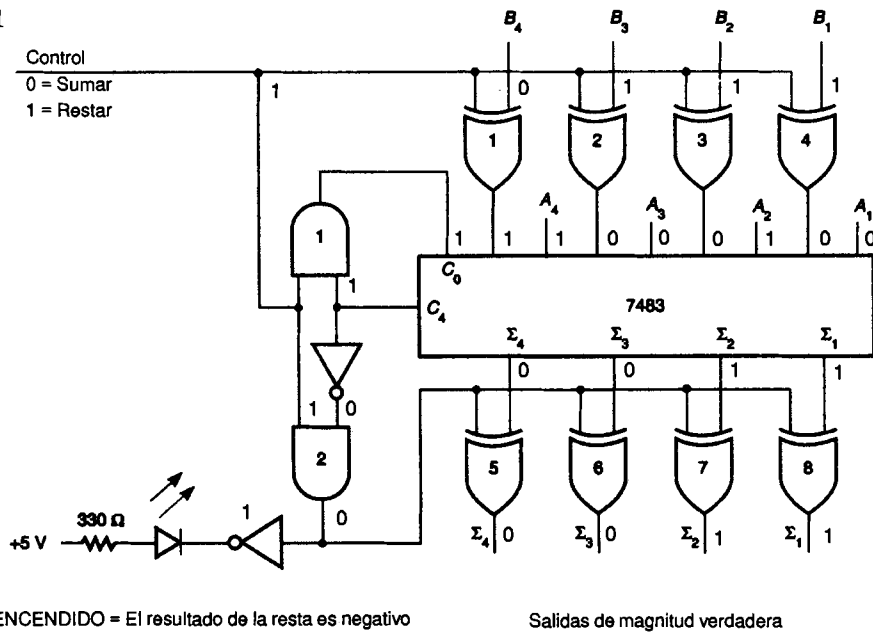 B4 B3 B2 B1
Control
0 = Sumar
1 = Restar
1 0 1 1 1
1 2 3 4
A4 A3 A2 A1
1 1 1 1 0 0 0 1 0 0
C0
1
C4
7483
Σ4 Σ3 Σ2 Σ1
0 0 1 1
1 0
2
5 6 7 8
1 0
330 Ω
+5 V
Σ4 0 Σ3 0 Σ2 1 Σ1 1
ENCENDIDO = El resultado de la resta es negativo
Salidas de magnitud verdadera